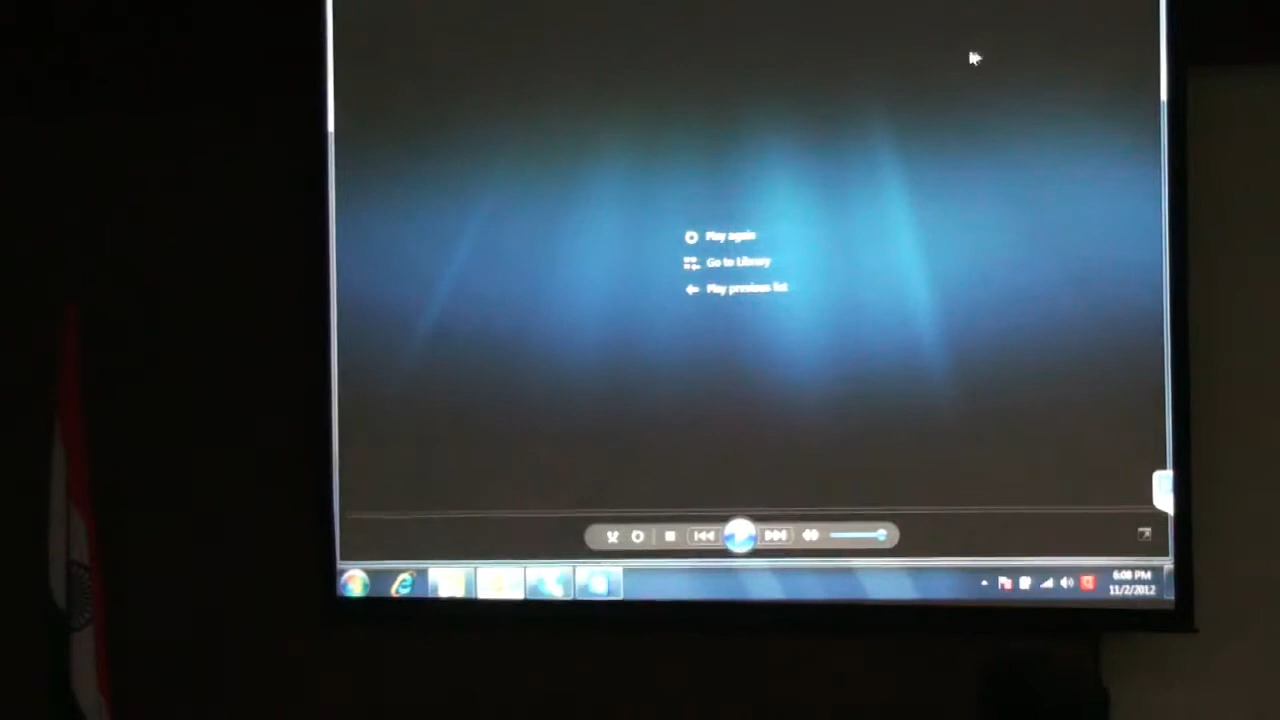 Play again
Go to Library
Play previous list
6:08 PM
11/2/2012